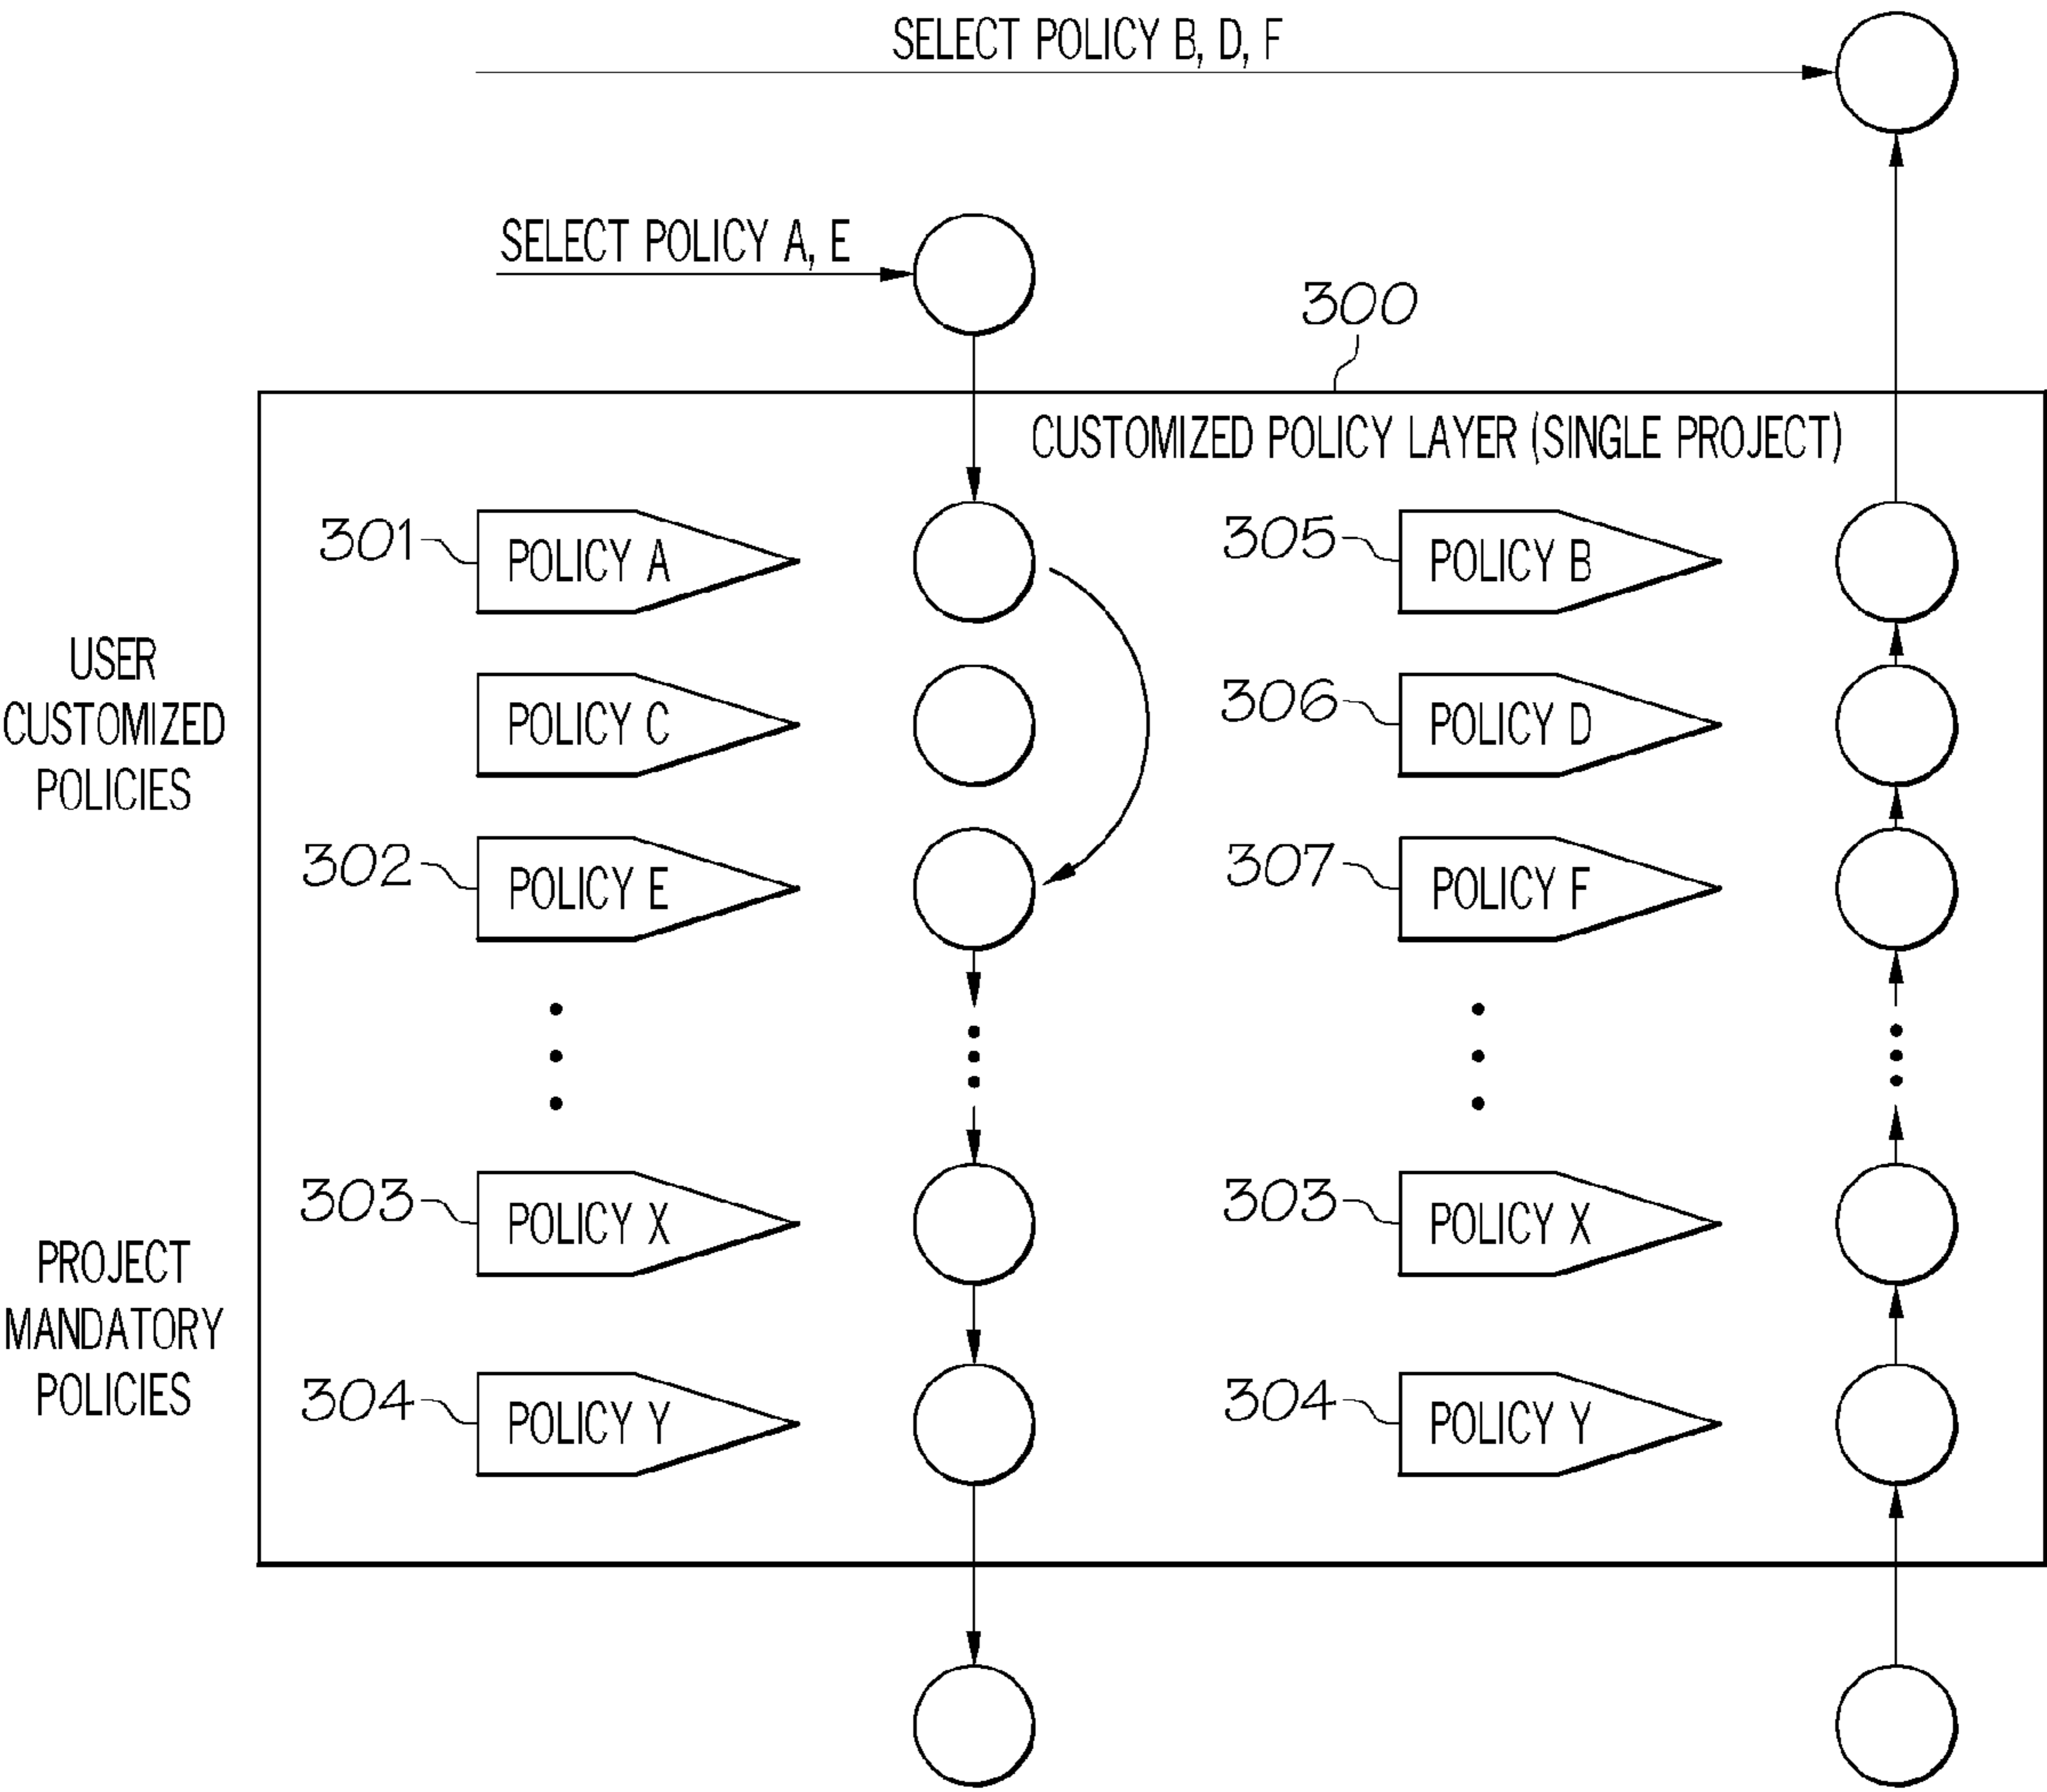 SELECT POLICY B, D, F
SELECT POLICY A, E
300
CUSTOMIZED POLICY LAYER (SINGLE PROJECT)
301
POLICY A
305
POLICY B
USER
CUSTOMIZED
POLICIES
POLICY C
306
POLICY D
302
POLICY E
307
POLICY F
303
POLICY X
303
POLICY X
PROJECT
MANDATORY
POLICIES
304
POLICY Y
304
POLICY Y